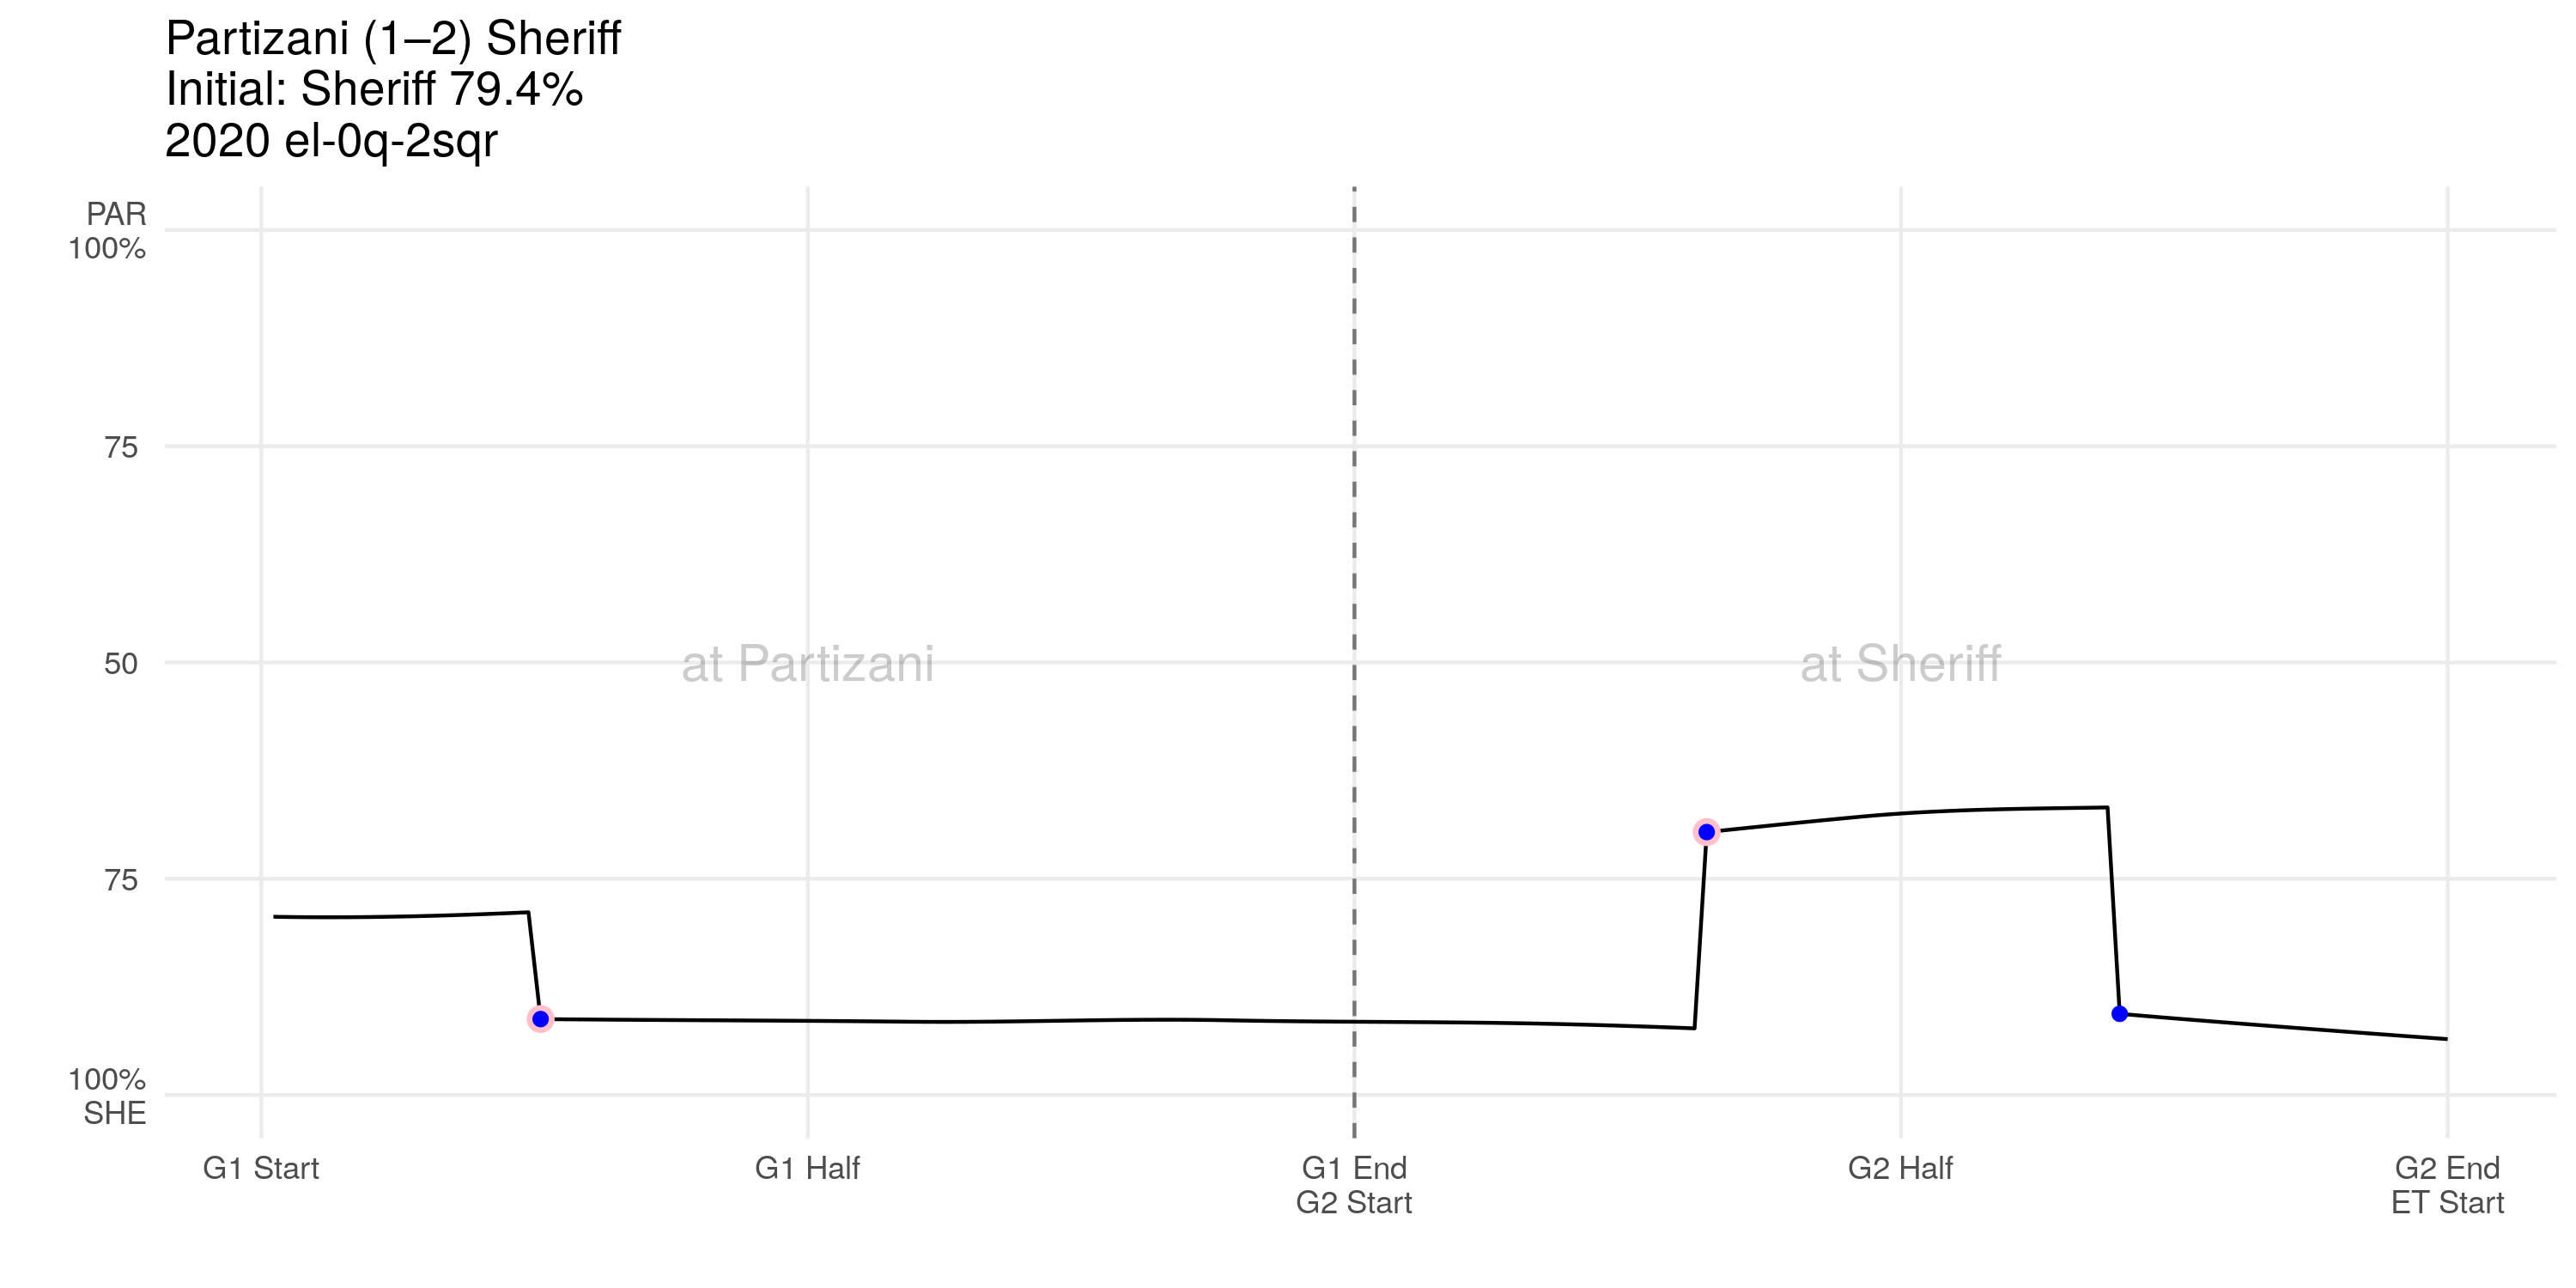 Partizani (1–2) Sheriff
Initial: Sheriff 79.4%
2020 el-0q-2sqr
PAR
100%
75
50
75
100%
SHE
at Partizani
at Sheriff
G1 Start
G1 Half
G1 End
G2 Start
G2 Half
G2 End
ET Start